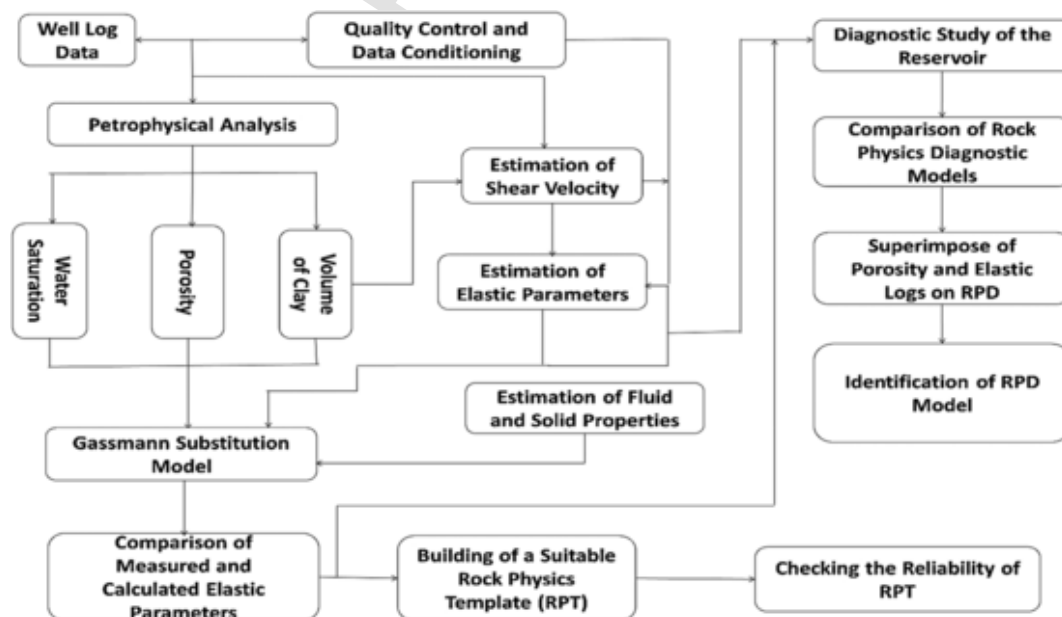 Well Log
Data
Quality Control and
Data Conditioning
Diagnostic Study of the
Reservoir
Petrophysical Analysis
Comparison of Rock
Physics Diagnostic
Models
Estimation of
Shear Velocity
Water
Saturation
Porosity
Volume
of Clay
Superimpose of
Porosity and Elastic
Logs on RPD
Estimation of
Elastic Parameters
Identification of RPD
Model
Estimation of Fluid
and Solid Properties
Gassmann Substitution
Model
Comparison of
Measured and
Calculated Elastic
Parameters
Building of a Suitable
Rock Physics
Template (RPT)
Checking the Reliability of
RPT